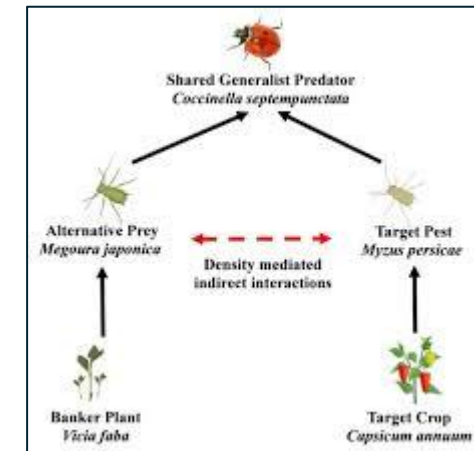 Shared Generalist Predator
Coccinella septempunctata
Alternative Prey
Megoura japonica
Target Pest
Myzus persicae
Density mediated
indirect interactions
Banker Plant
Vicia faba
Target Crop
Capsicum annuum